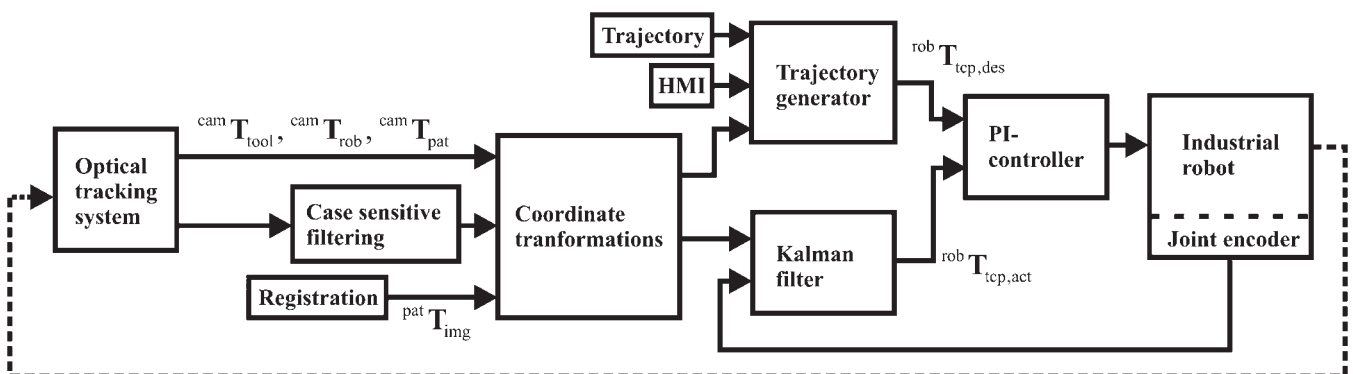 Trajectory
HMI
Trajectory
generator
rob T tcp,des
PI-
controller
Industrial
robot
Joint encoder
cam T tool, cam T rob, cam T pat
Optical
tracking
system
Case sensitive
filtering
Registration
pat T img
Coordinate
tranformations
Kalman
filter
rob T tcp,act